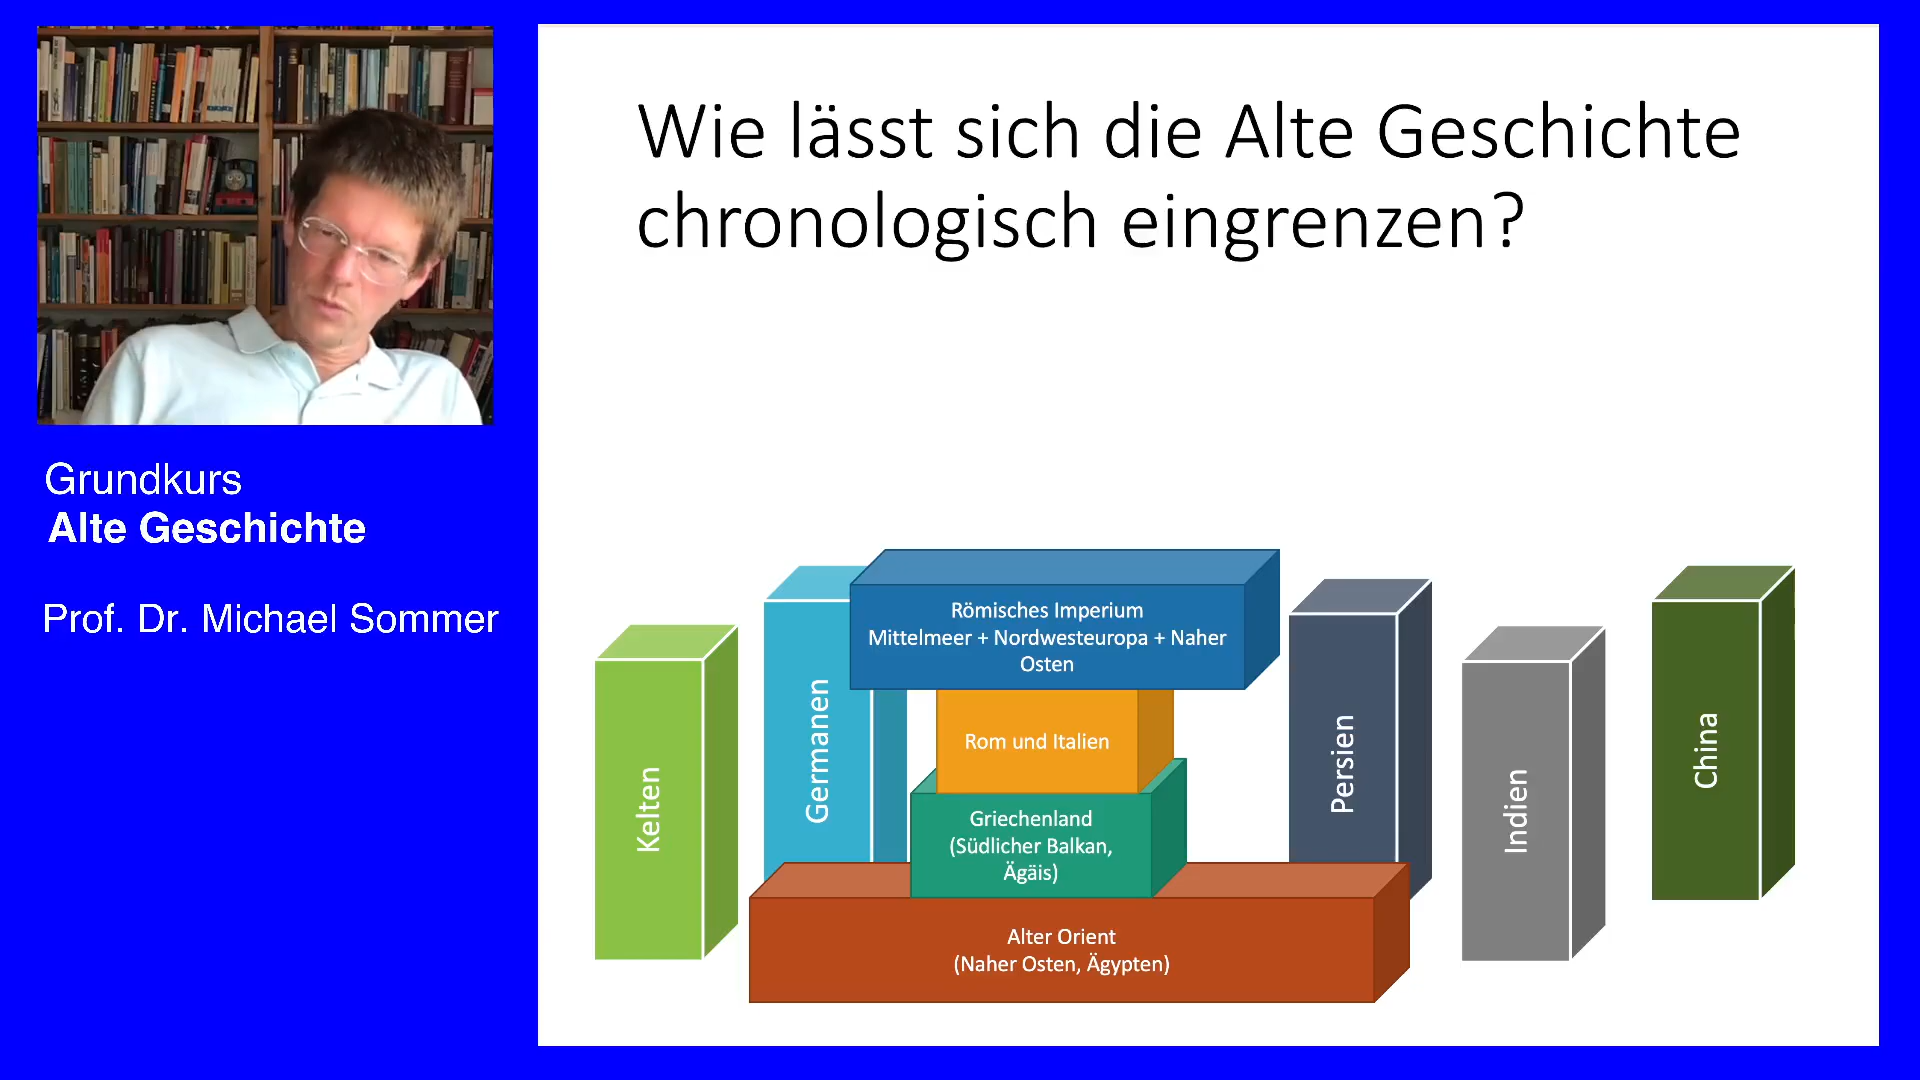 Grundkurs
Alte Geschichte
Prof. Dr. Michael Sommer
Wie lässt sich die Alte Geschichte
chronologisch eingrenzen?
Kelten
Germanen
Römisches Imperium
Mittelmeer + Nordwesteuropa + Naher
Osten
Rom und Italien
Griechenland
(Südlicher Balkan,
Ägäis)
Alter Orient
(Naher Osten, Ägypten)
Persien
Indien
China